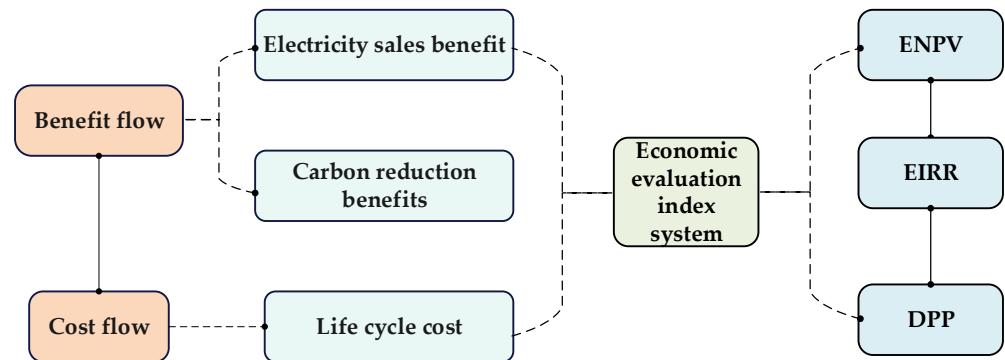 Benefit flow
Cost flow
Electricity sales benefit
Carbon reduction
benefits
Life cycle cost
Economic
evaluation
index
system
ENPV
EIRR
DPP